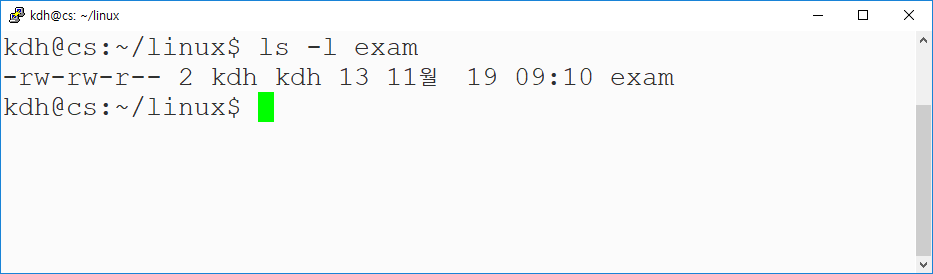 kdh@cs: ~/linux
kdh@cs:~/linux$ ls -l exam
-rw-rw-r-- 2 kdh kdh 13 11월  19 09:10 exam
kdh@cs:~/linux$